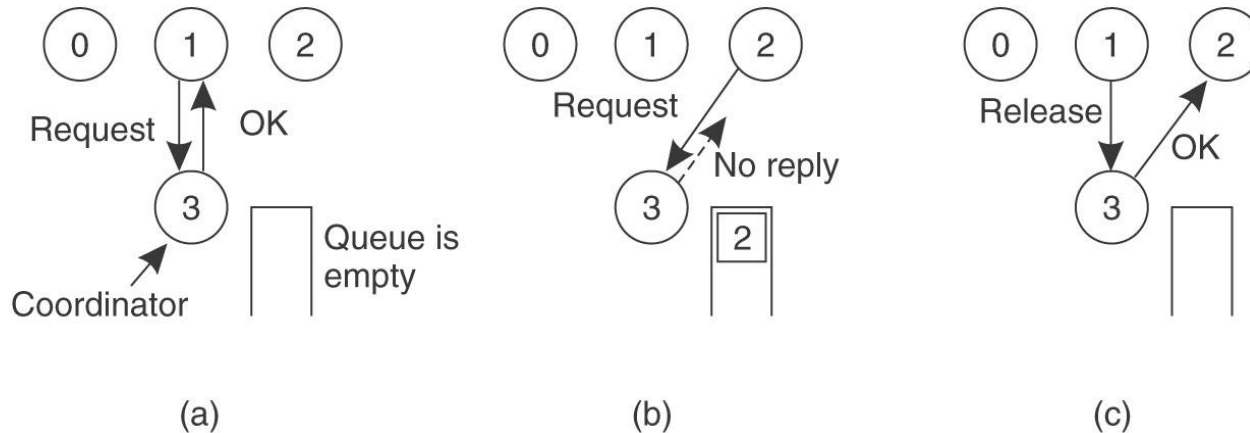 0 1 2
Request OK
3
Queue is
empty
Coordinator
(a)
0 1 2
Request
No reply
3
2
(b)
0 1 2
Release
OK
3
(c)